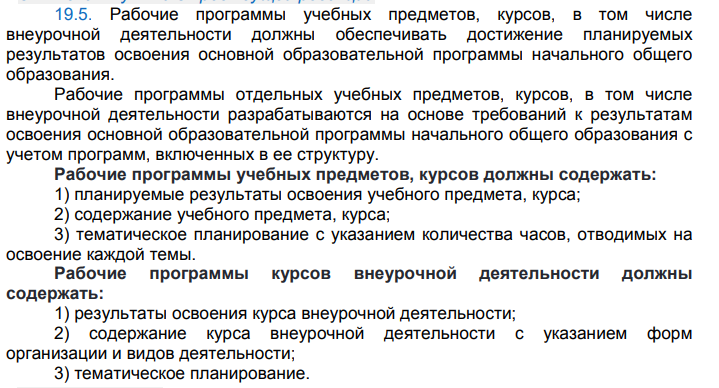 19.5. Рабочие программы учебных предметов, курсов, в том числе
внеурочной деятельности должны обеспечивать достижение планируемых
результатов освоения основной образовательной программы начального общего
образования.
Рабочие программы отдельных учебных предметов, курсов, в том числе
внеурочной деятельности разрабатываются на основе требований к результатам
освоения основной образовательной программы начального общего образования с
учетом программ, включенных в ее структуру.
Рабочие программы учебных предметов, курсов должны содержать:
1) планируемые результаты освоения учебного предмета, курса;
2) содержание учебного предмета, курса;
3) тематическое планирование с указанием количества часов, отводимых на
освоение каждой темы.
Рабочие программы курсов внеурочной деятельности должны
содержать:
1) результаты освоения курса внеурочной деятельности;
2) содержание курса внеурочной деятельности с указанием форм
организации и видов деятельности;
3) тематическое планирование.